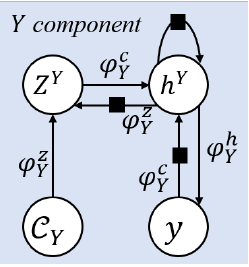 Y component
φ_Y^c
Z^Y h^Y
φ_Y^z
φ_Y^z φ_Y^c φ_Y^h
𝒞_Y y